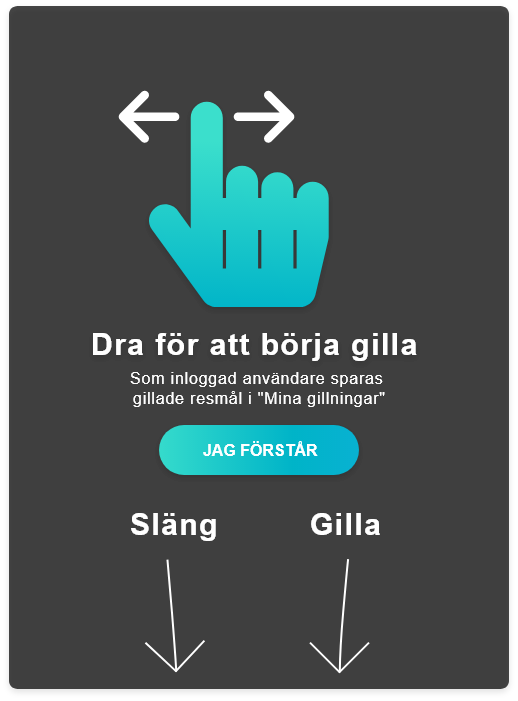 Dra för att börja gilla
Som inloggad användare sparas
gillade resmål i "Mina gillningar"
JAG FÖRSTÅR
Släng Gilla